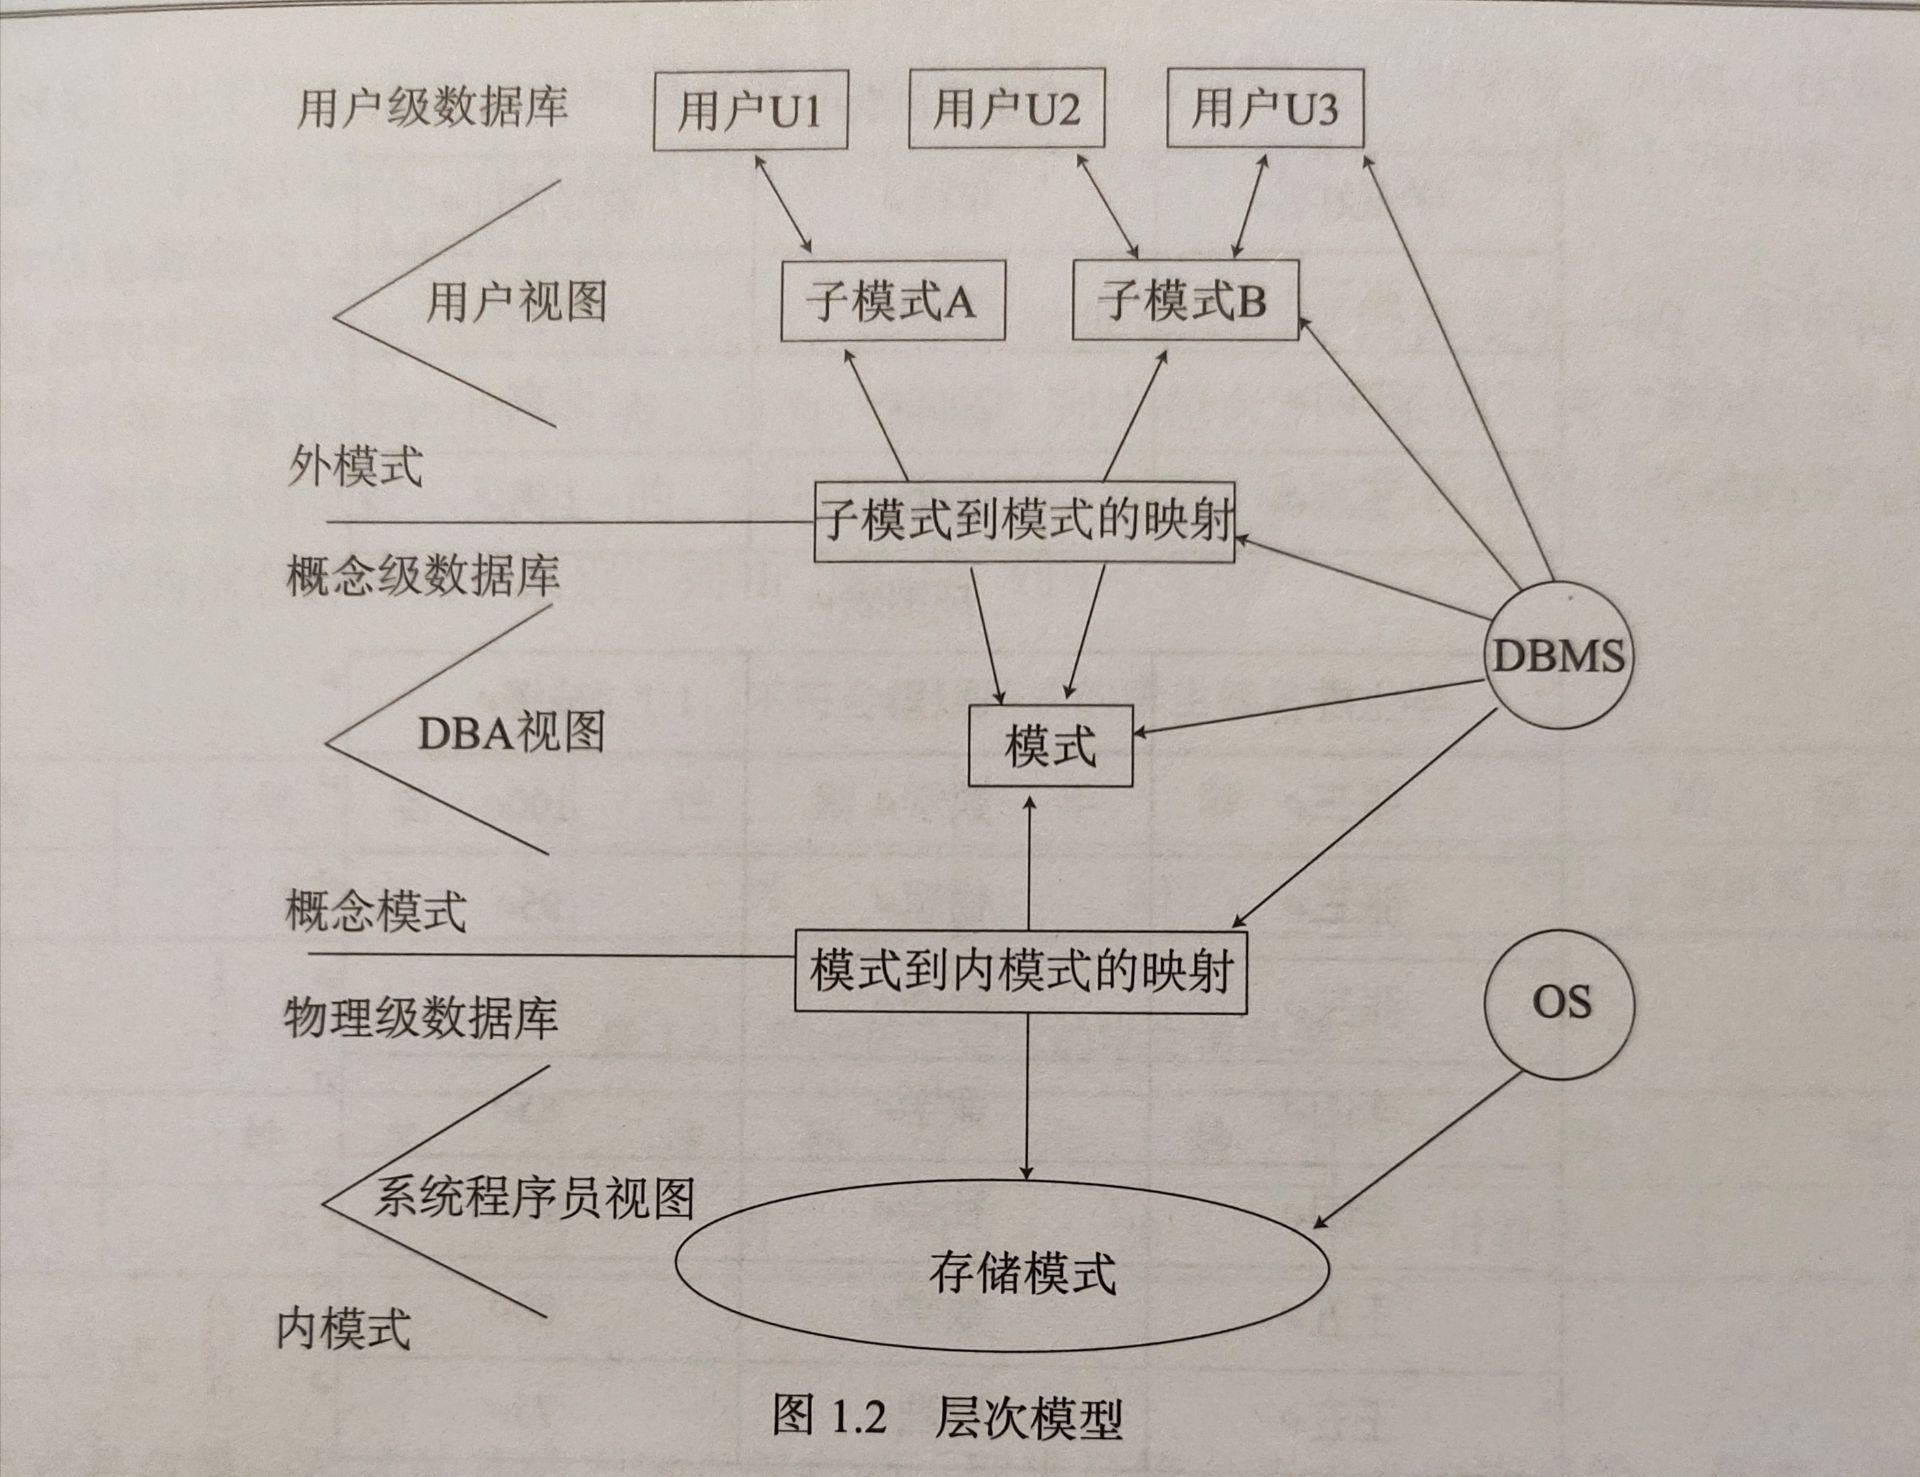 用户级数据库
用户U1
用户U2
用户U3
用户视图
子模式A
子模式B
外模式
子模式到模式的映射
概念级数据库
DBMS
DBA视图
模式
概念模式
模式到内模式的映射
物理级数据库
OS
系统程序员视图
存储模式
内模式
图 1.2 层次模型